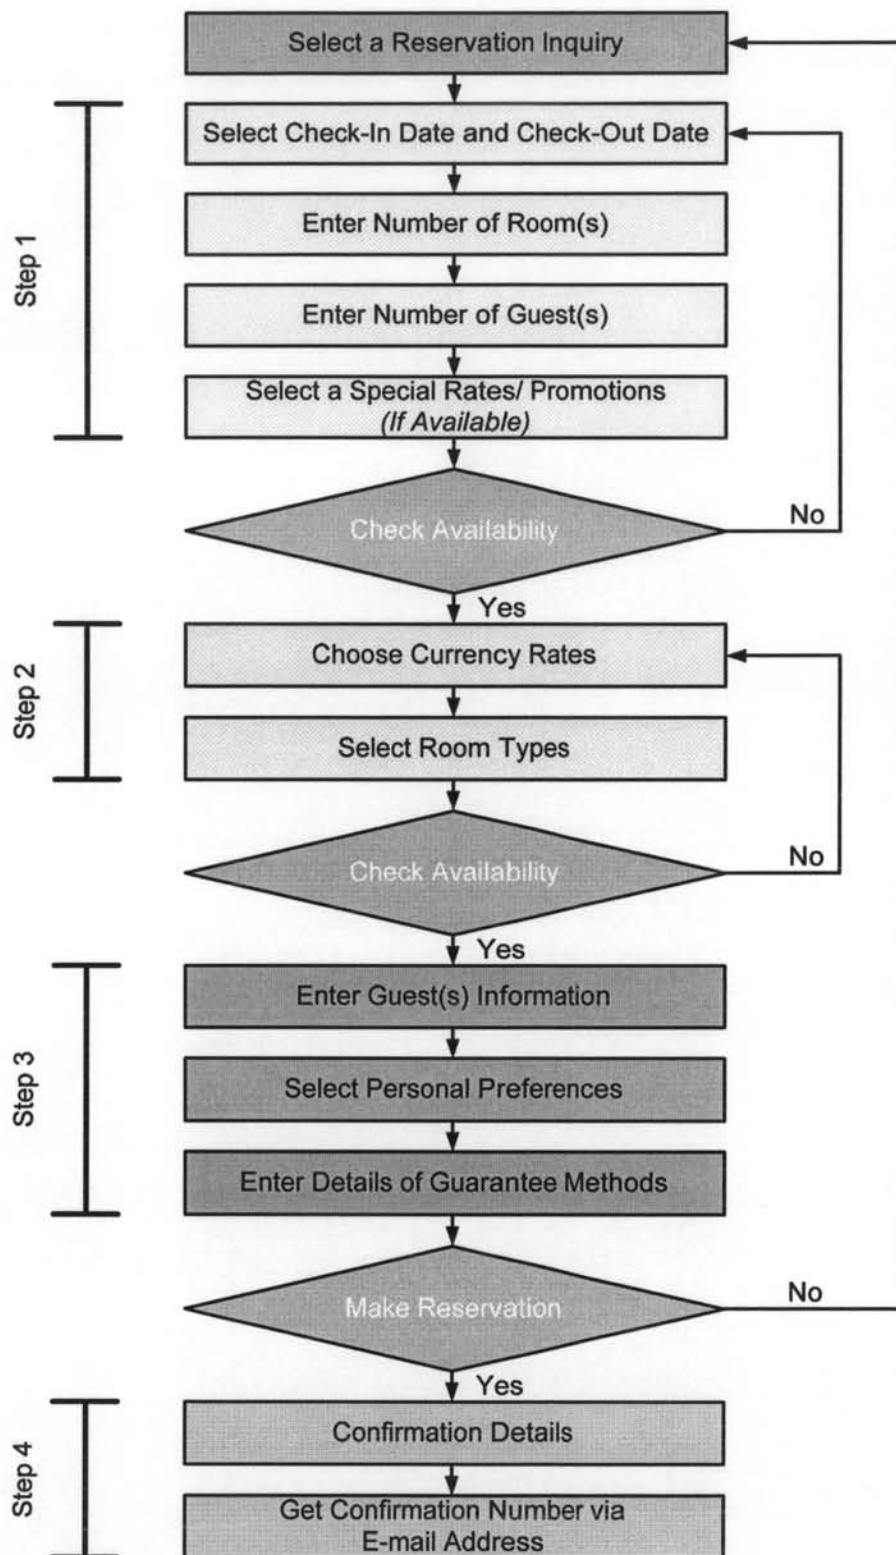 Select a Reservation Inquiry
Step 1
Select Check-In Date and Check-Out Date
Enter Number of Room(s)
Enter Number of Guest(s)
Select a Special Rates/ Promotions
(If Available)
Check Availability
No
Yes
Step 2
Choose Currency Rates
Select Room Types
Check Availability
No
Yes
Step 3
Enter Guest(s) Information
Select Personal Preferences
Enter Details of Guarantee Methods
Make Reservation
No
Yes
Step 4
Confirmation Details
Get Confirmation Number via
E-mail Address